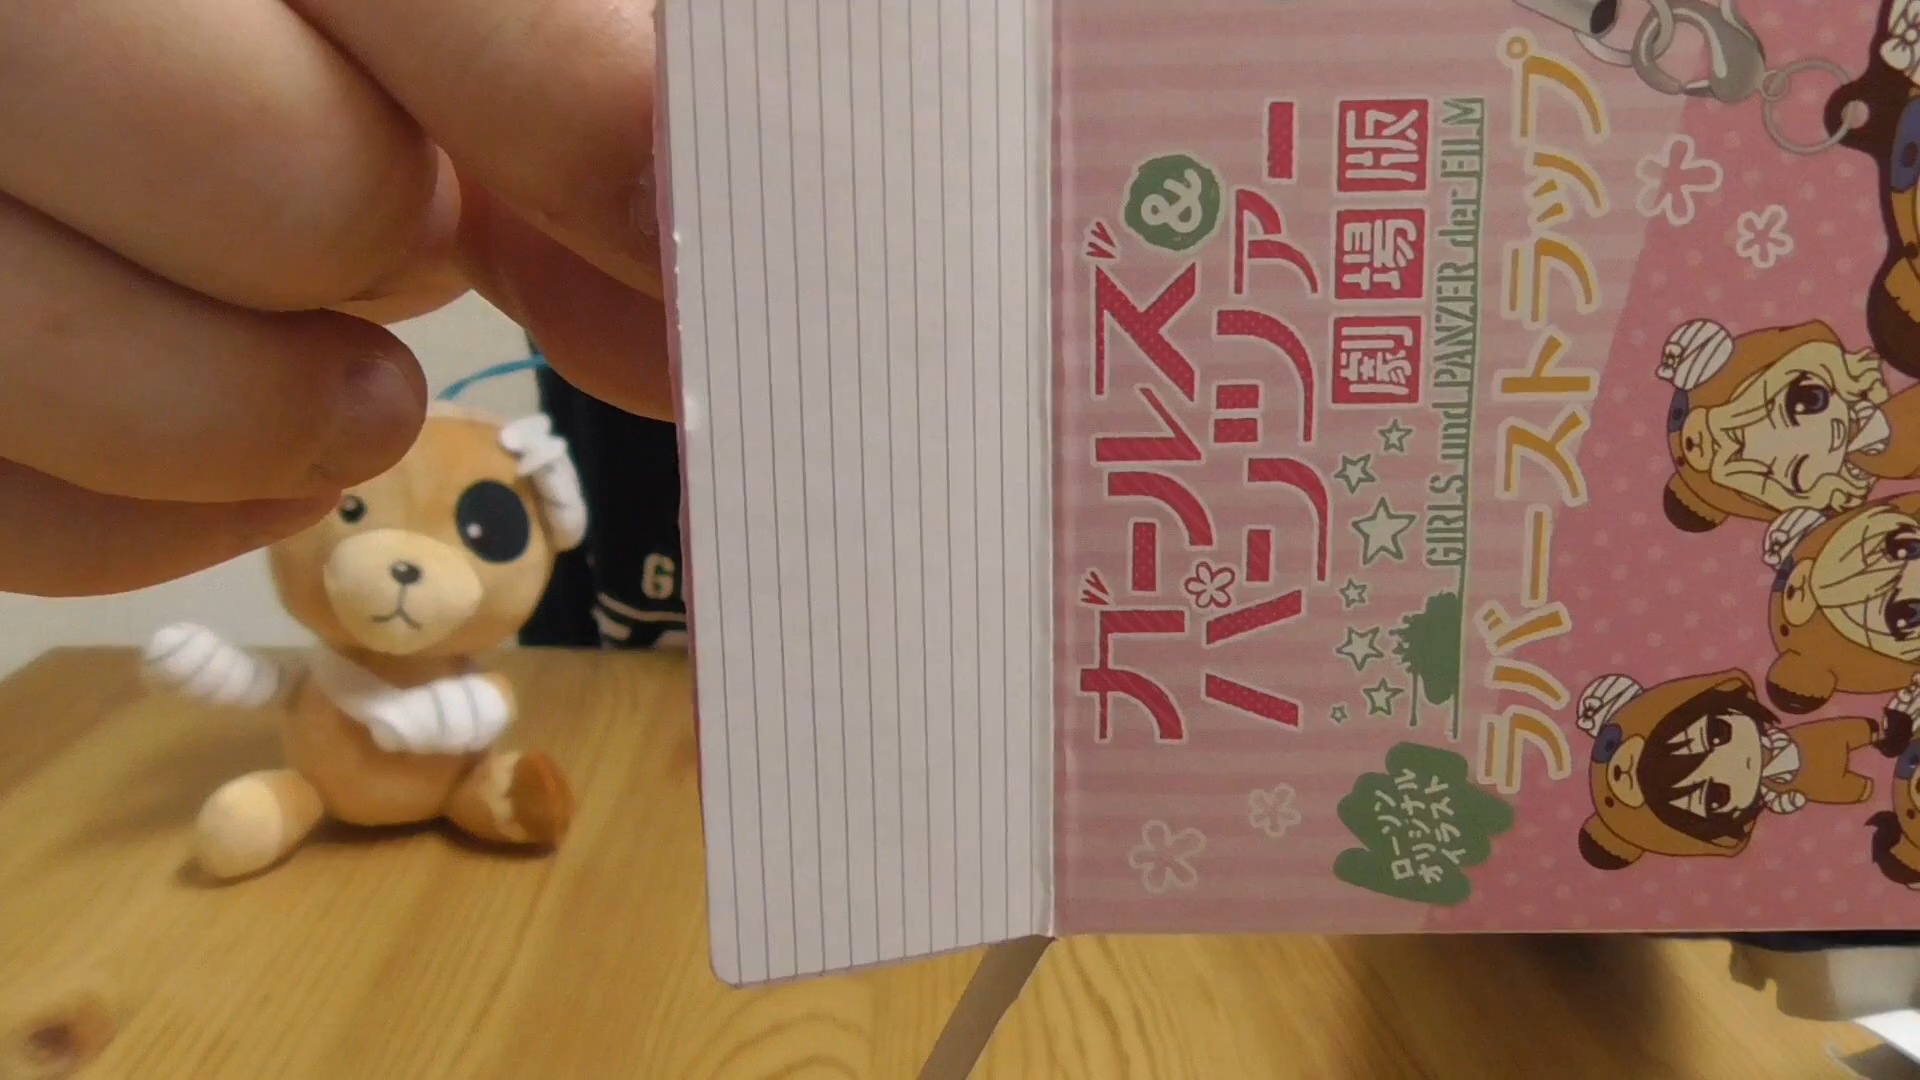 ガールズ
&
パンツァー
劇場版
GIRLS und PANZER der FILM
ラバーストラップ
ローソン
オリジナル
イラスト